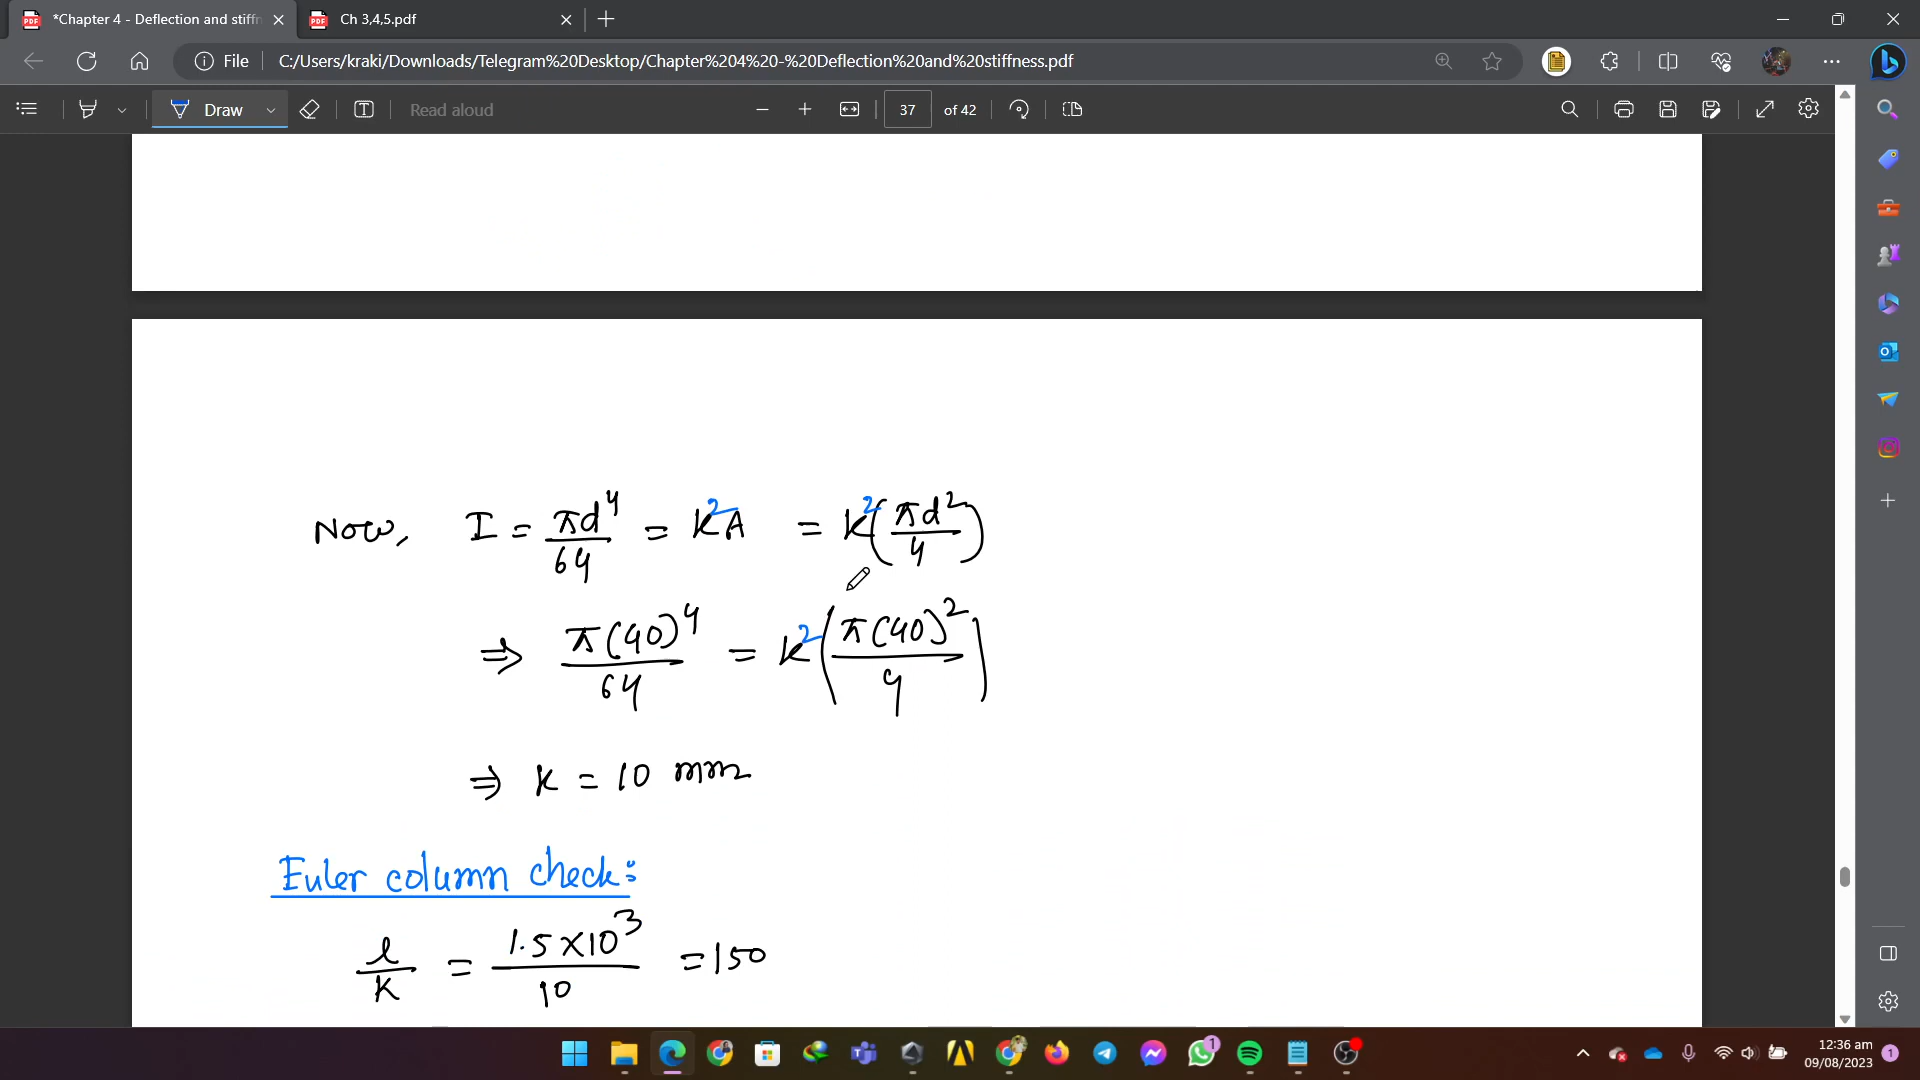 *Chapter 4 - Deflection and stiffn
Ch 3,4,5.pdf
File
C:/Users/kraki/Downloads/Telegram%20Desktop/Chapter%204%20-%20Deflection%20and%20stiffness.pdf
Draw
Read aloud
37 of 42
Now, I = πd⁴/64 = k²A = k²(πd²/4)
⇒ π(40)⁴/64 = k²(π(40)²/4)
⇒ k = 10 mm
Euler column check:
l/k = 1.5×10³/10 = 150
1
12:36 am
09/08/2023
1